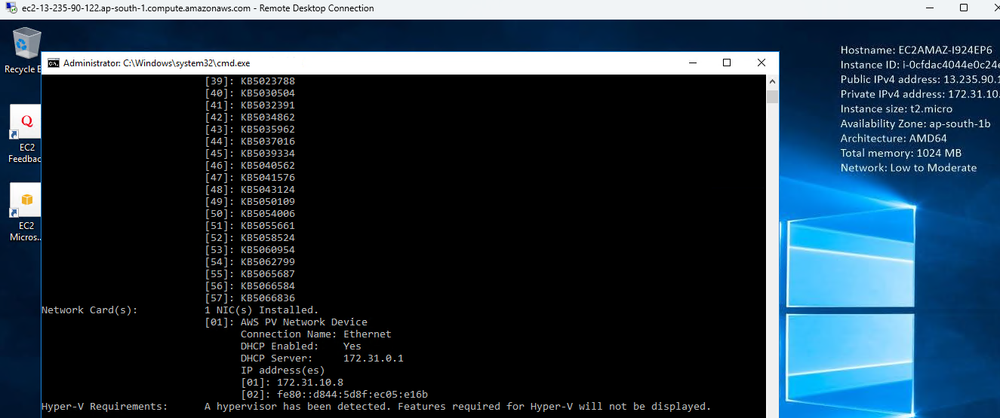 ec2-13-235-90-122.ap-south-1.compute.amazonaws.com - Remote Desktop Connection
Recycle
Administrator: C:\Windows\system32\cmd.exe
[39]: KB5023788
[40]: KB5030504
[41]: KB5032391
[42]: KB5034862
[43]: KB5035962
[44]: KB5037016
[45]: KB5039334
[46]: KB5040562
[47]: KB5041576
[48]: KB5043124
[49]: KB5050109
[50]: KB5054006
[51]: KB5055661
[52]: KB5058524
[53]: KB5060954
[54]: KB5062799
[55]: KB5065687
[56]: KB5066584
[57]: KB5066836
Network Card(s): 1 NIC(s) Installed.
[01]: AWS PV Network Device
Connection Name: Ethernet
DHCP Enabled: Yes
DHCP Server: 172.31.0.1
IP address(es)
[01]: 172.31.10.8
[02]: fe80::d844:5d8f:ec05:e16b
Hyper-V Requirements: A hypervisor has been detected. Features required for Hyper-V will not be displayed.
Q
EC2
Feedbac
EC2
Micros..
Hostname: EC2AMAZ-I924EP6
Instance ID: i-0cfdac4044e0c24
Public IPv4 address: 13.235.90.1
Private IPv4 address: 172.31.10.
Instance size: t2.micro
Availability Zone: ap-south-1b
Architecture: AMD64
Total memory: 1024 MB
Network: Low to Moderate